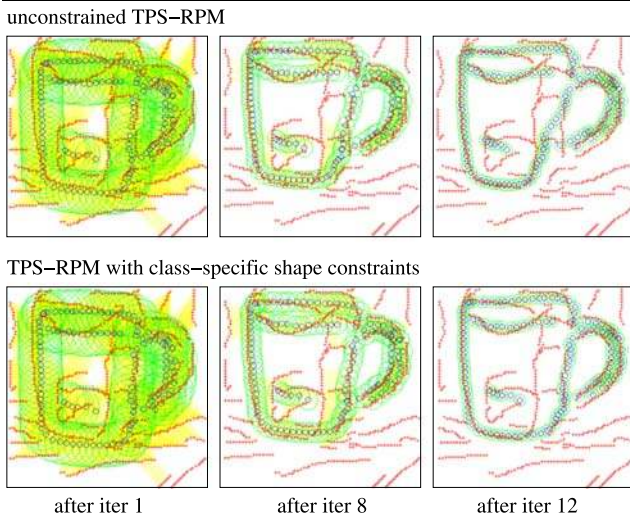 unconstrained TPS−RPM
TPS−RPM with class−specific shape constraints
after iter 1
after iter 8
after iter 12